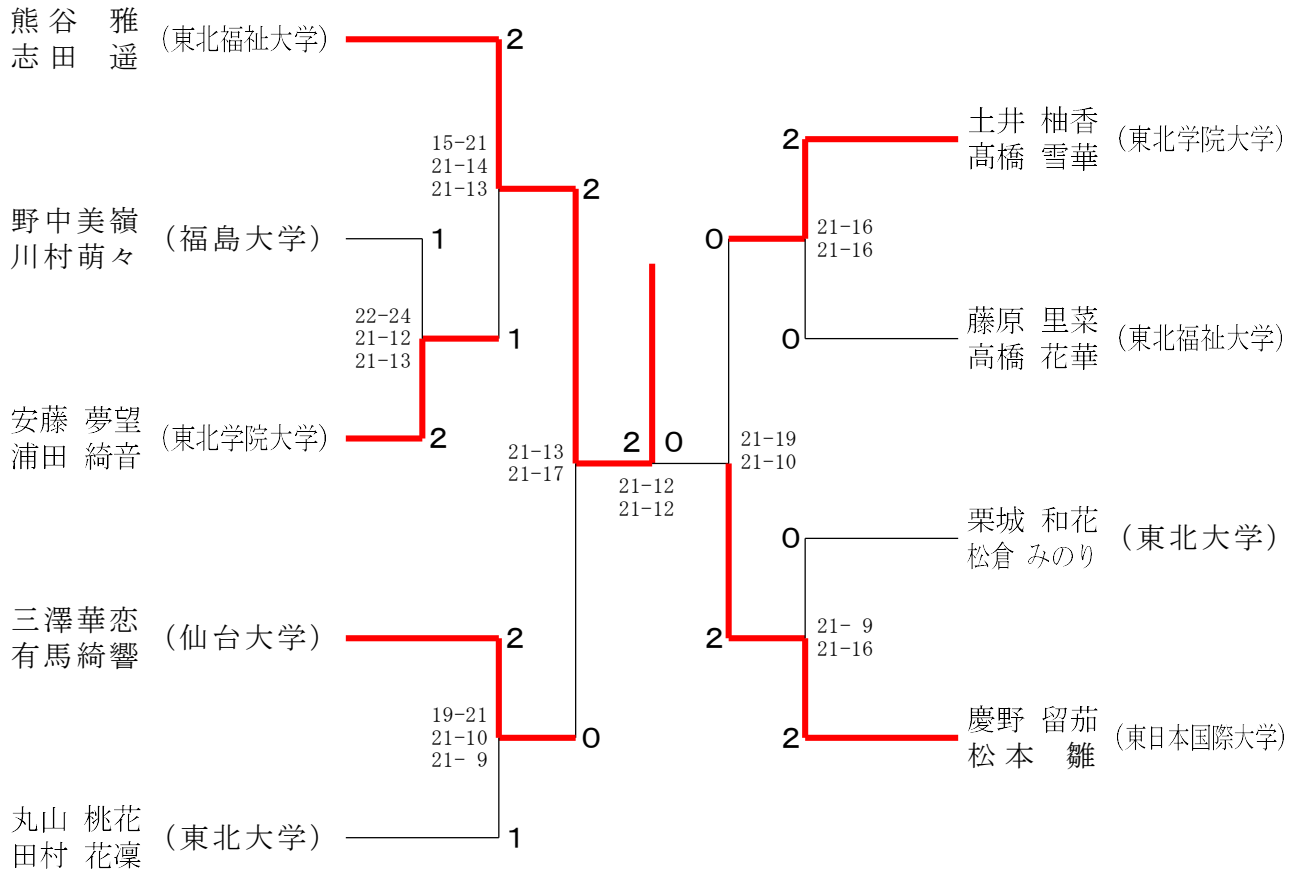 熊谷 雅
志田 遥
(東北福祉大学)
2
15-21
21-14
21-13
2
野中美嶺
川村萌々
(福島大学)
1
22-24
21-12
21-13
1
安藤 夢望
浦田 綺音
(東北学院大学)
2
21-13
21-17
2 0
21-12
21-12
三澤華恋
有馬綺響
(仙台大学)
2
19-21
21-10
21- 9
0
丸山 桃花
田村 花凜
(東北大学)
1
土井 柚香
髙橋 雪華
(東北学院大学)
2
0
21-16
21-16
藤原 里菜
高橋 花華
(東北福祉大学)
0
21-19
21-10
栗城 和花
松倉 みのり
(東北大学)
0
2
21- 9
21-16
慶野 留茄
松本 雛
(東日本国際大学)
2